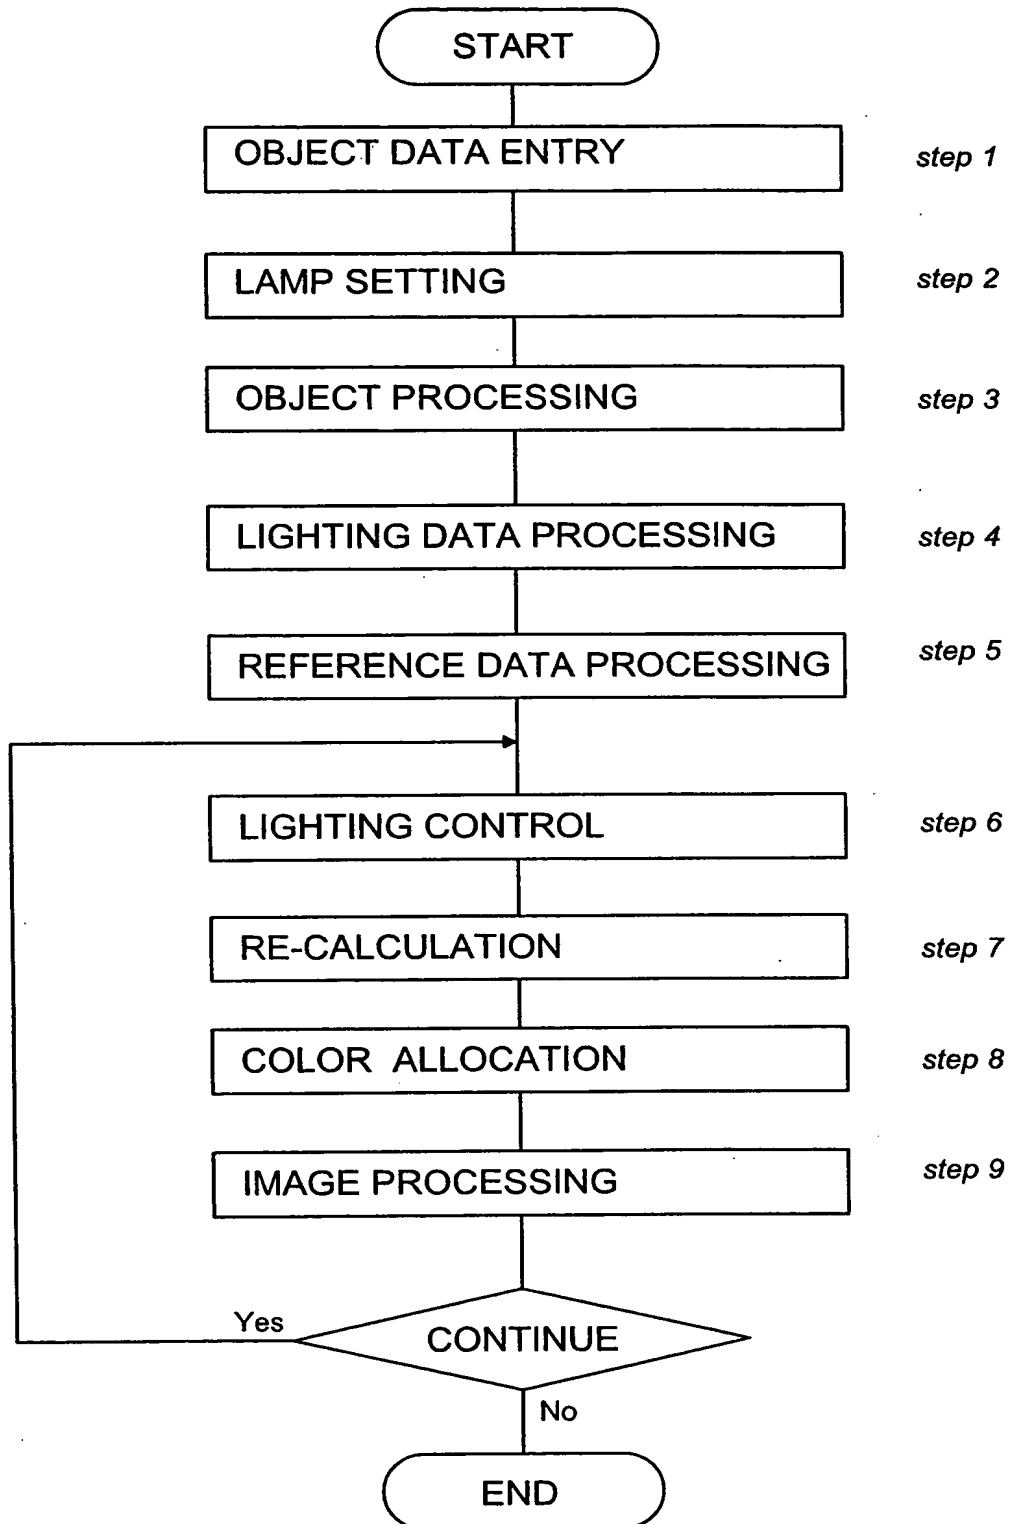 START
OBJECT DATA ENTRY step 1
LAMP SETTING step 2
OBJECT PROCESSING step 3
LIGHTING DATA PROCESSING step 4
REFERENCE DATA PROCESSING step 5
LIGHTING CONTROL step 6
RE-CALCULATION step 7
COLOR ALLOCATION step 8
IMAGE PROCESSING step 9
Yes
CONTINUE
No
END